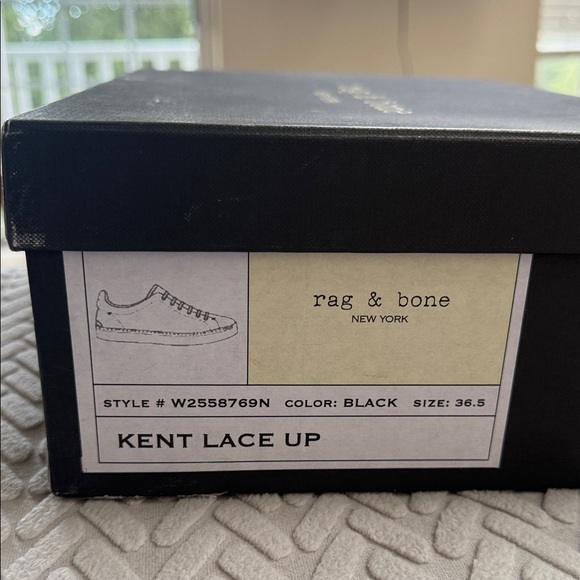 rag & bone
NEW YORK
STYLE # W2558769N COLOR: BLACK SIZE: 36.5
KENT LACE UP